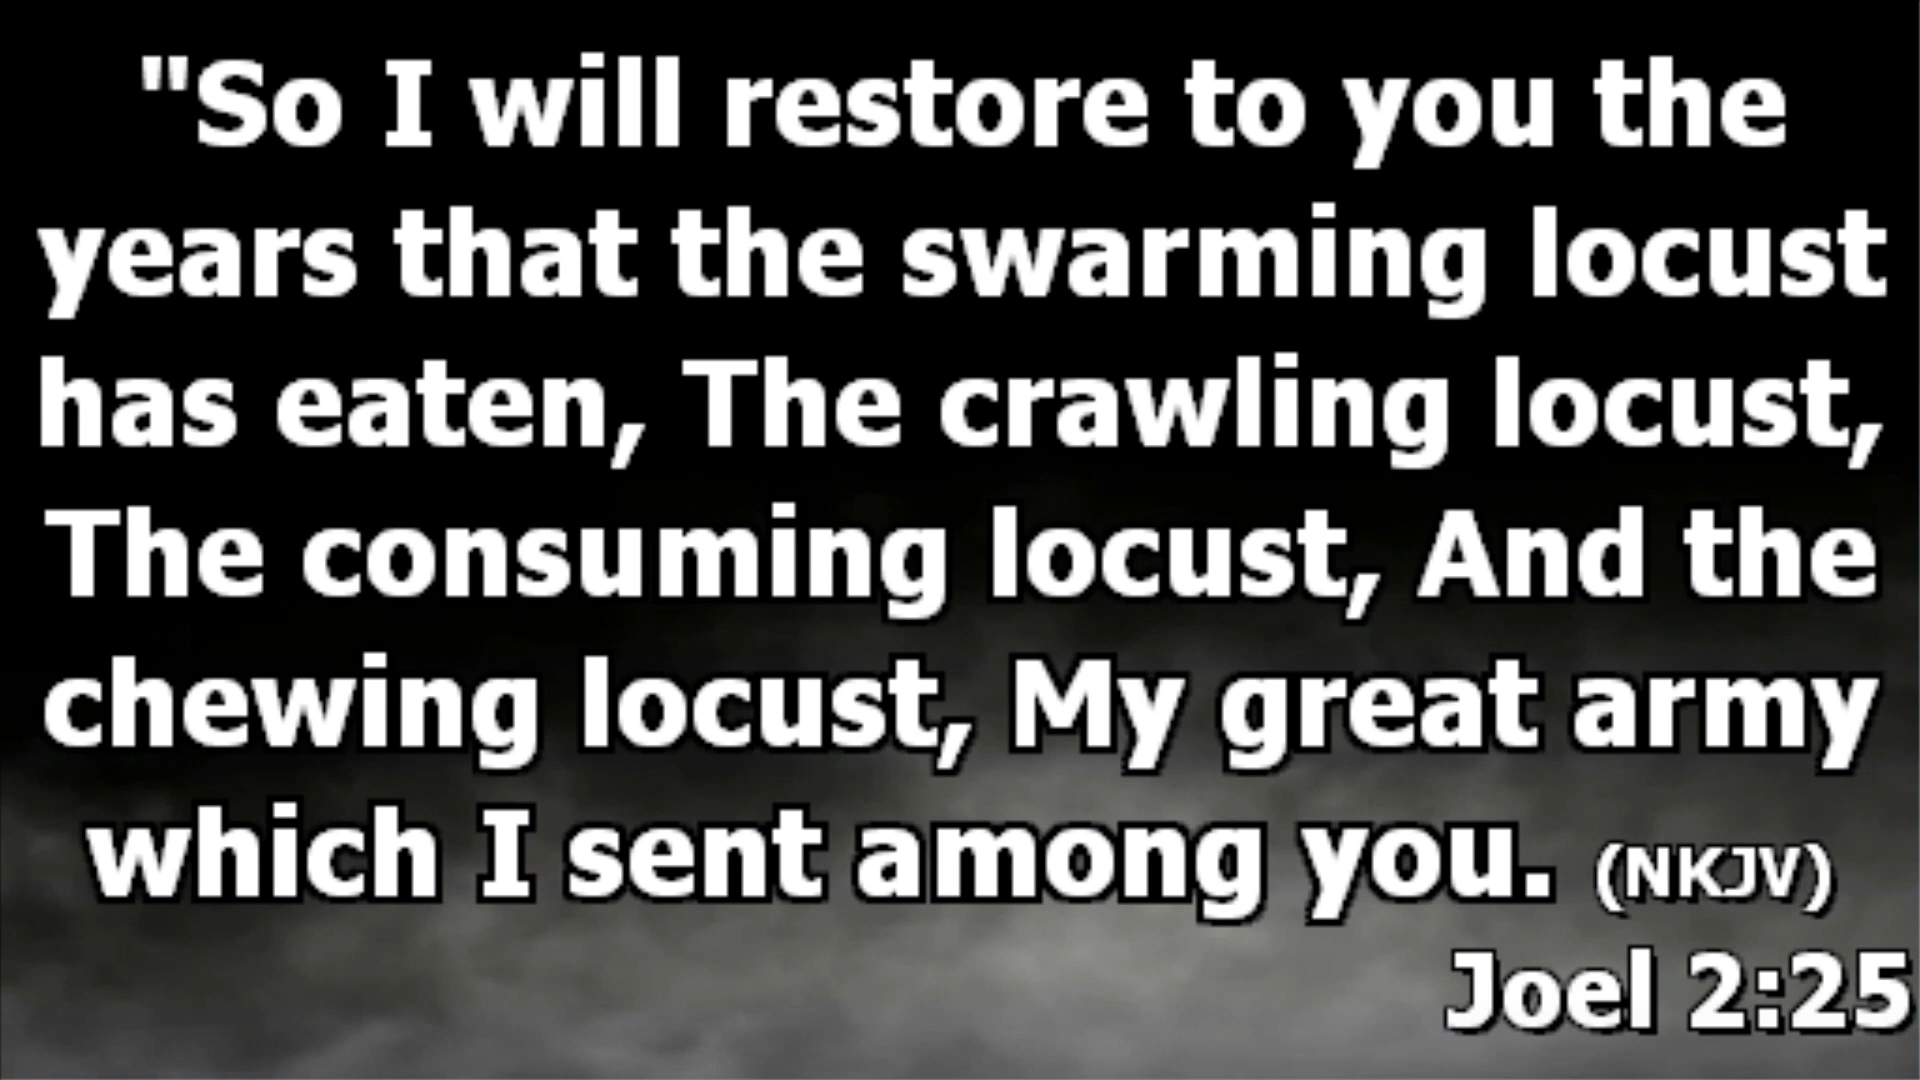 "So I will restore to you the
years that the swarming locust
has eaten, The crawling locust,
The consuming locust, And the
chewing locust, My great army
which I sent among you. (NKJV)
Joel 2:25